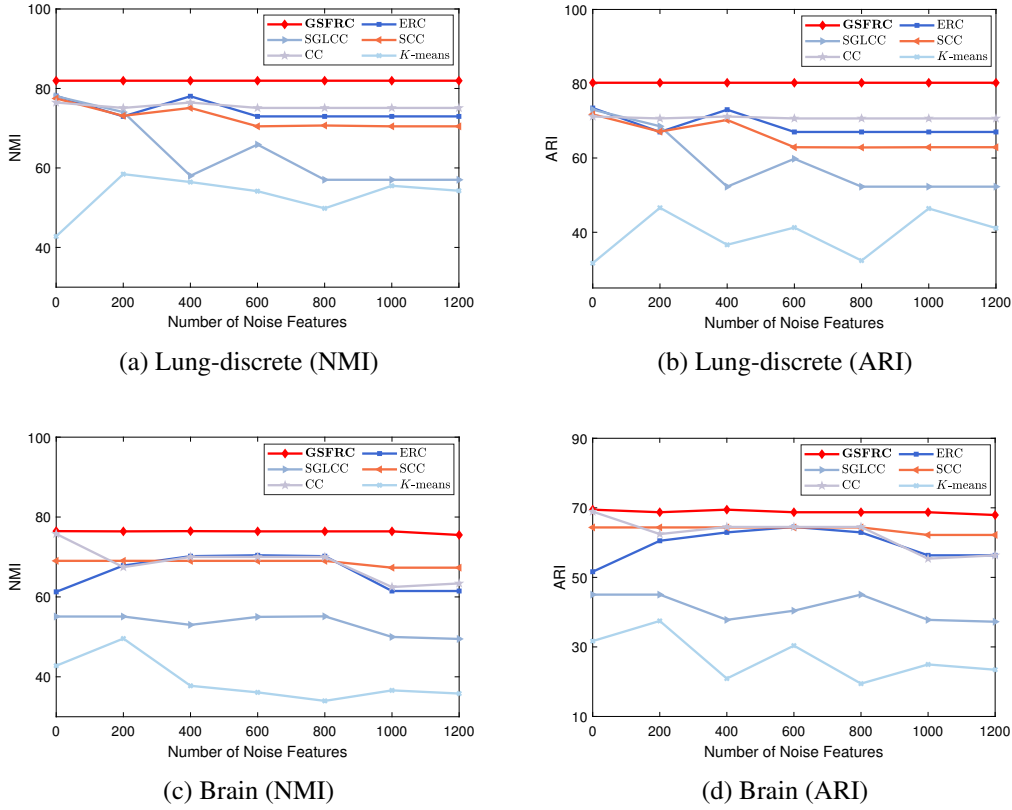 100
80
60
40
NMI
GSFRC ERC
SGLCC SCC
CC K-means
0 200 400 600 800 1000 1200
Number of Noise Features
(a) Lung-discrete (NMI)
100
80
60
40
ARI
GSFRC ERC
SGLCC SCC
CC K-means
0 200 400 600 800 1000 1200
Number of Noise Features
(b) Lung-discrete (ARI)
100
80
60
40
NMI
GSFRC ERC
SGLCC SCC
CC K-means
0 200 400 600 800 1000 1200
Number of Noise Features
(c) Brain (NMI)
90
70
50
30
10
ARI
GSFRC ERC
SGLCC SCC
CC K-means
0 200 400 600 800 1000 1200
Number of Noise Features
(d) Brain (ARI)